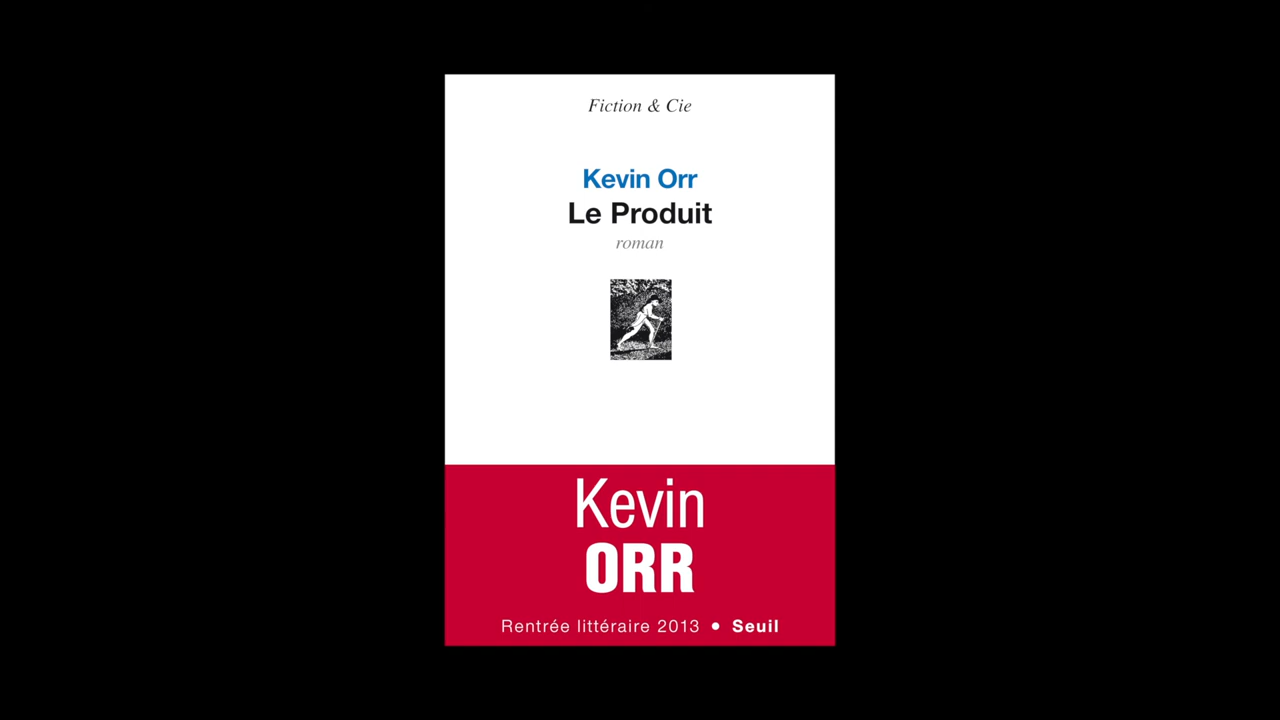 Fiction & Cie
Kevin Orr
Le Produit
roman
Kevin
ORR
Rentrée littéraire 2013 • Seuil